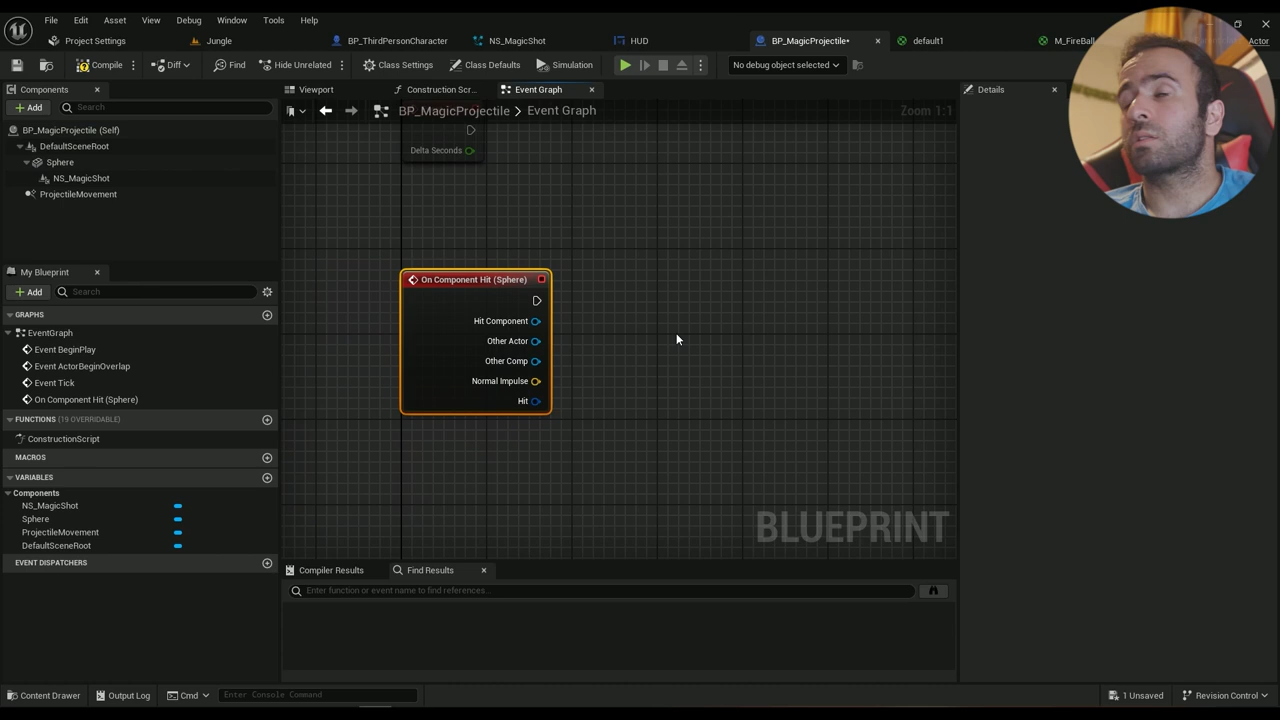 File Edit Asset View Debug Window Tools Help
Project Settings Jungle BP_ThirdPersonCharacter NS_MagicShot HUD BP_MagicProjectile* default1 M_FireBall Actor
Compile Diff Find Hide Unrelated Class Settings Class Defaults Simulation No debug object selected
Components
Add Search
BP_MagicProjectile (Self)
DefaultSceneRoot
Sphere
NS_MagicShot
ProjectileMovement
My Blueprint
Add Search
GRAPHS
EventGraph
Event BeginPlay
Event ActorBeginOverlap
Event Tick
On Component Hit (Sphere)
FUNCTIONS (19 OVERRIDABLE)
ConstructionScript
MACROS
VARIABLES
Components
NS_MagicShot
Sphere
ProjectileMovement
DefaultSceneRoot
EVENT DISPATCHERS
Viewport Construction Scr... Event Graph
BP_MagicProjectile > Event Graph Zoom 1:1
Delta Seconds
On Component Hit (Sphere)
Hit Component
Other Actor
Other Comp
Normal Impulse
Hit
BLUEPRINT
Compiler Results Find Results
Enter function or event name to find references...
Details
Content Drawer Output Log Cmd Enter Console Command 1 Unsaved Revision Control